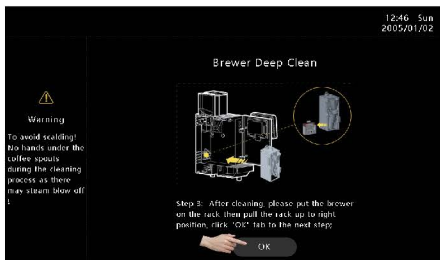 12:46 Sun
2005/01/02
Brewer Deep Clean
Warning
To avoid scalding!
No hands under the
coffee spouts
during the cleaning
process as there
may steam blow off
!
Step 3: After cleaning, please put the brewer
on the rack then pull the rack up to right
position, click "OK" tab to the next step;
OK